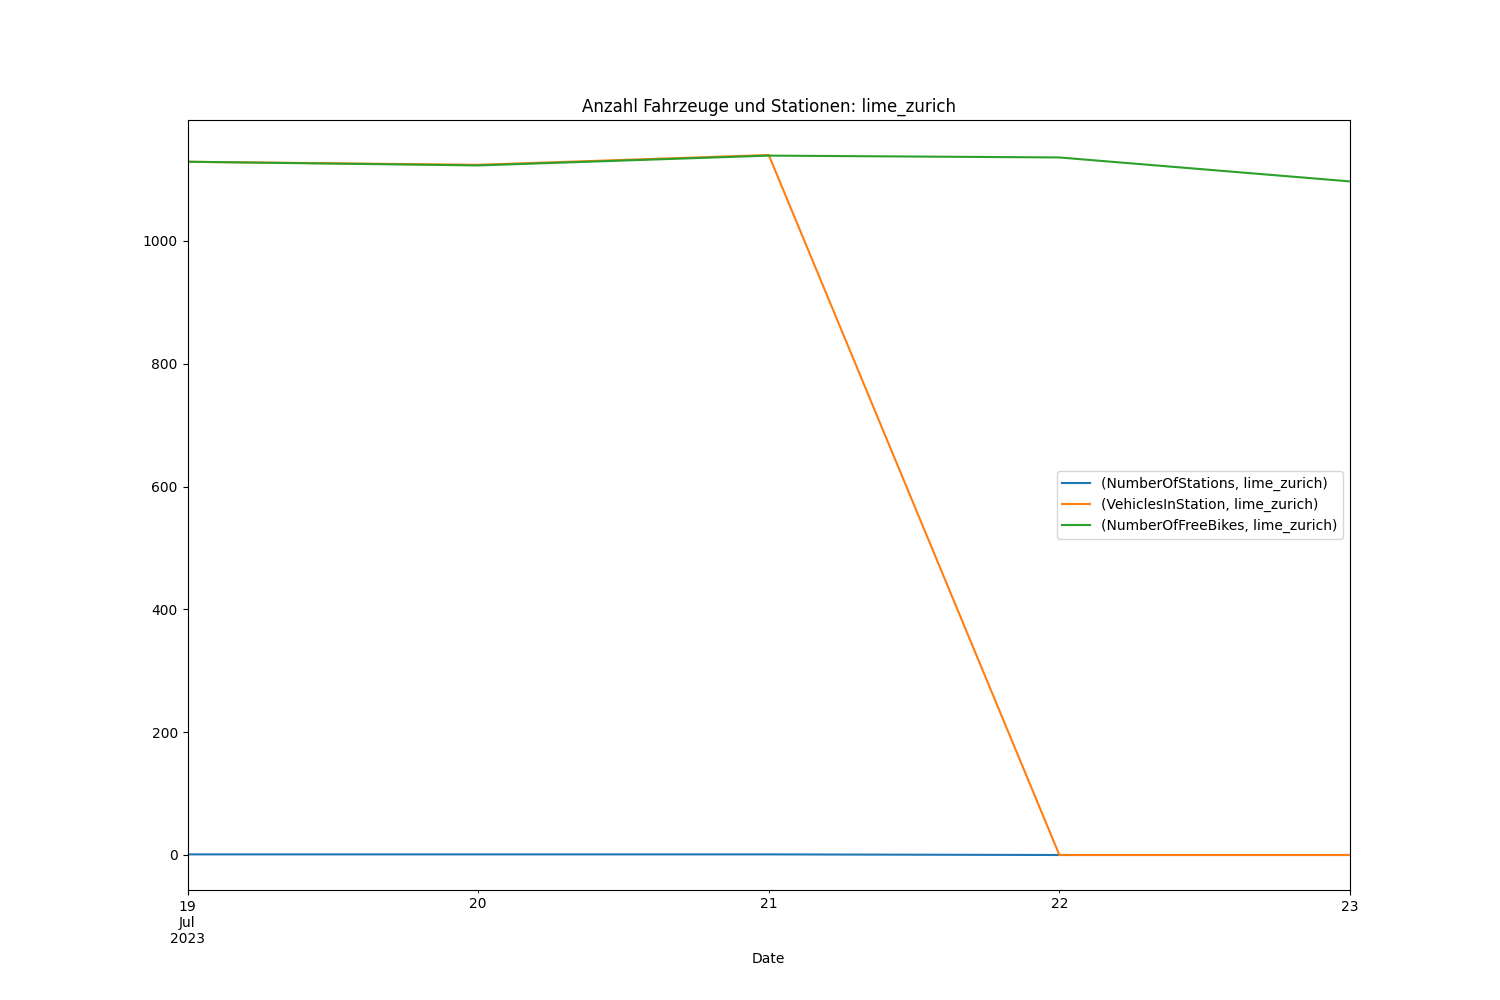 Anzahl Fahrzeuge und Stationen: lime_zurich
1000
800
600
400
200
0
(NumberOfStations, lime_zurich)
(VehiclesInStation, lime_zurich)
(NumberOfFreeBikes, lime_zurich)
19 20 21 22 23
Jul
2023
Date